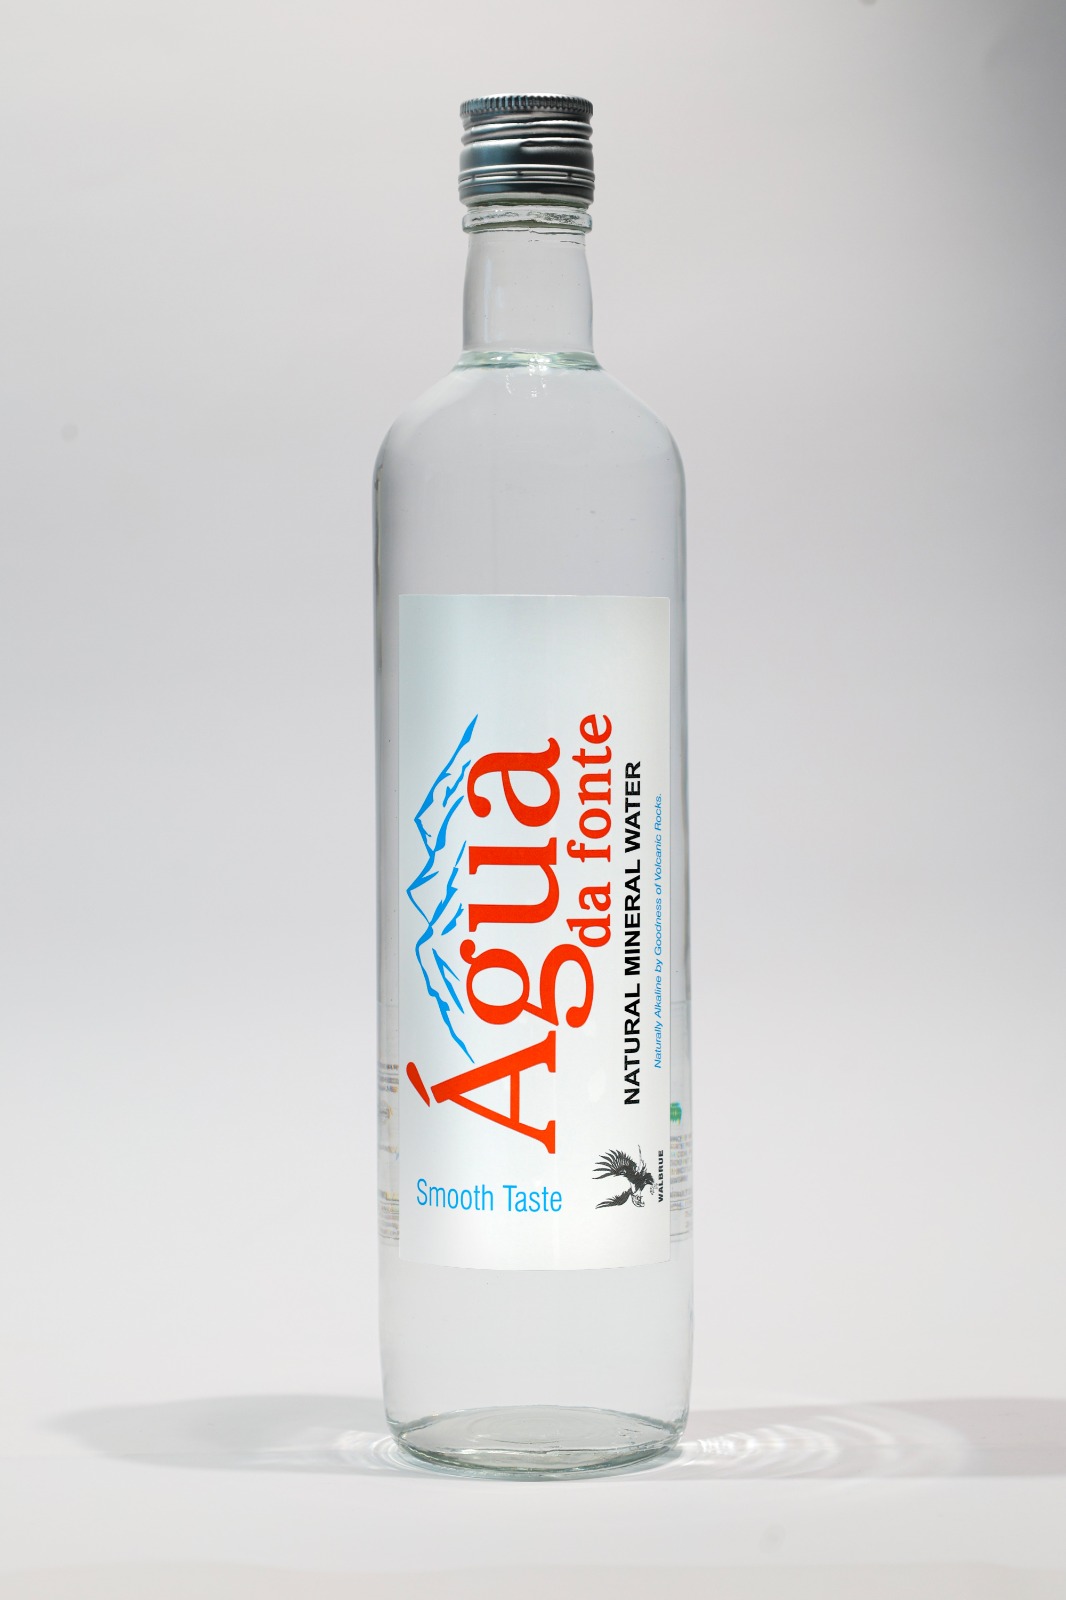 Água
da fonte
NATURAL MINERAL WATER
Naturally Alkaline by Goodness of Volcanic Rocks.
Smooth Taste
WALBRUE